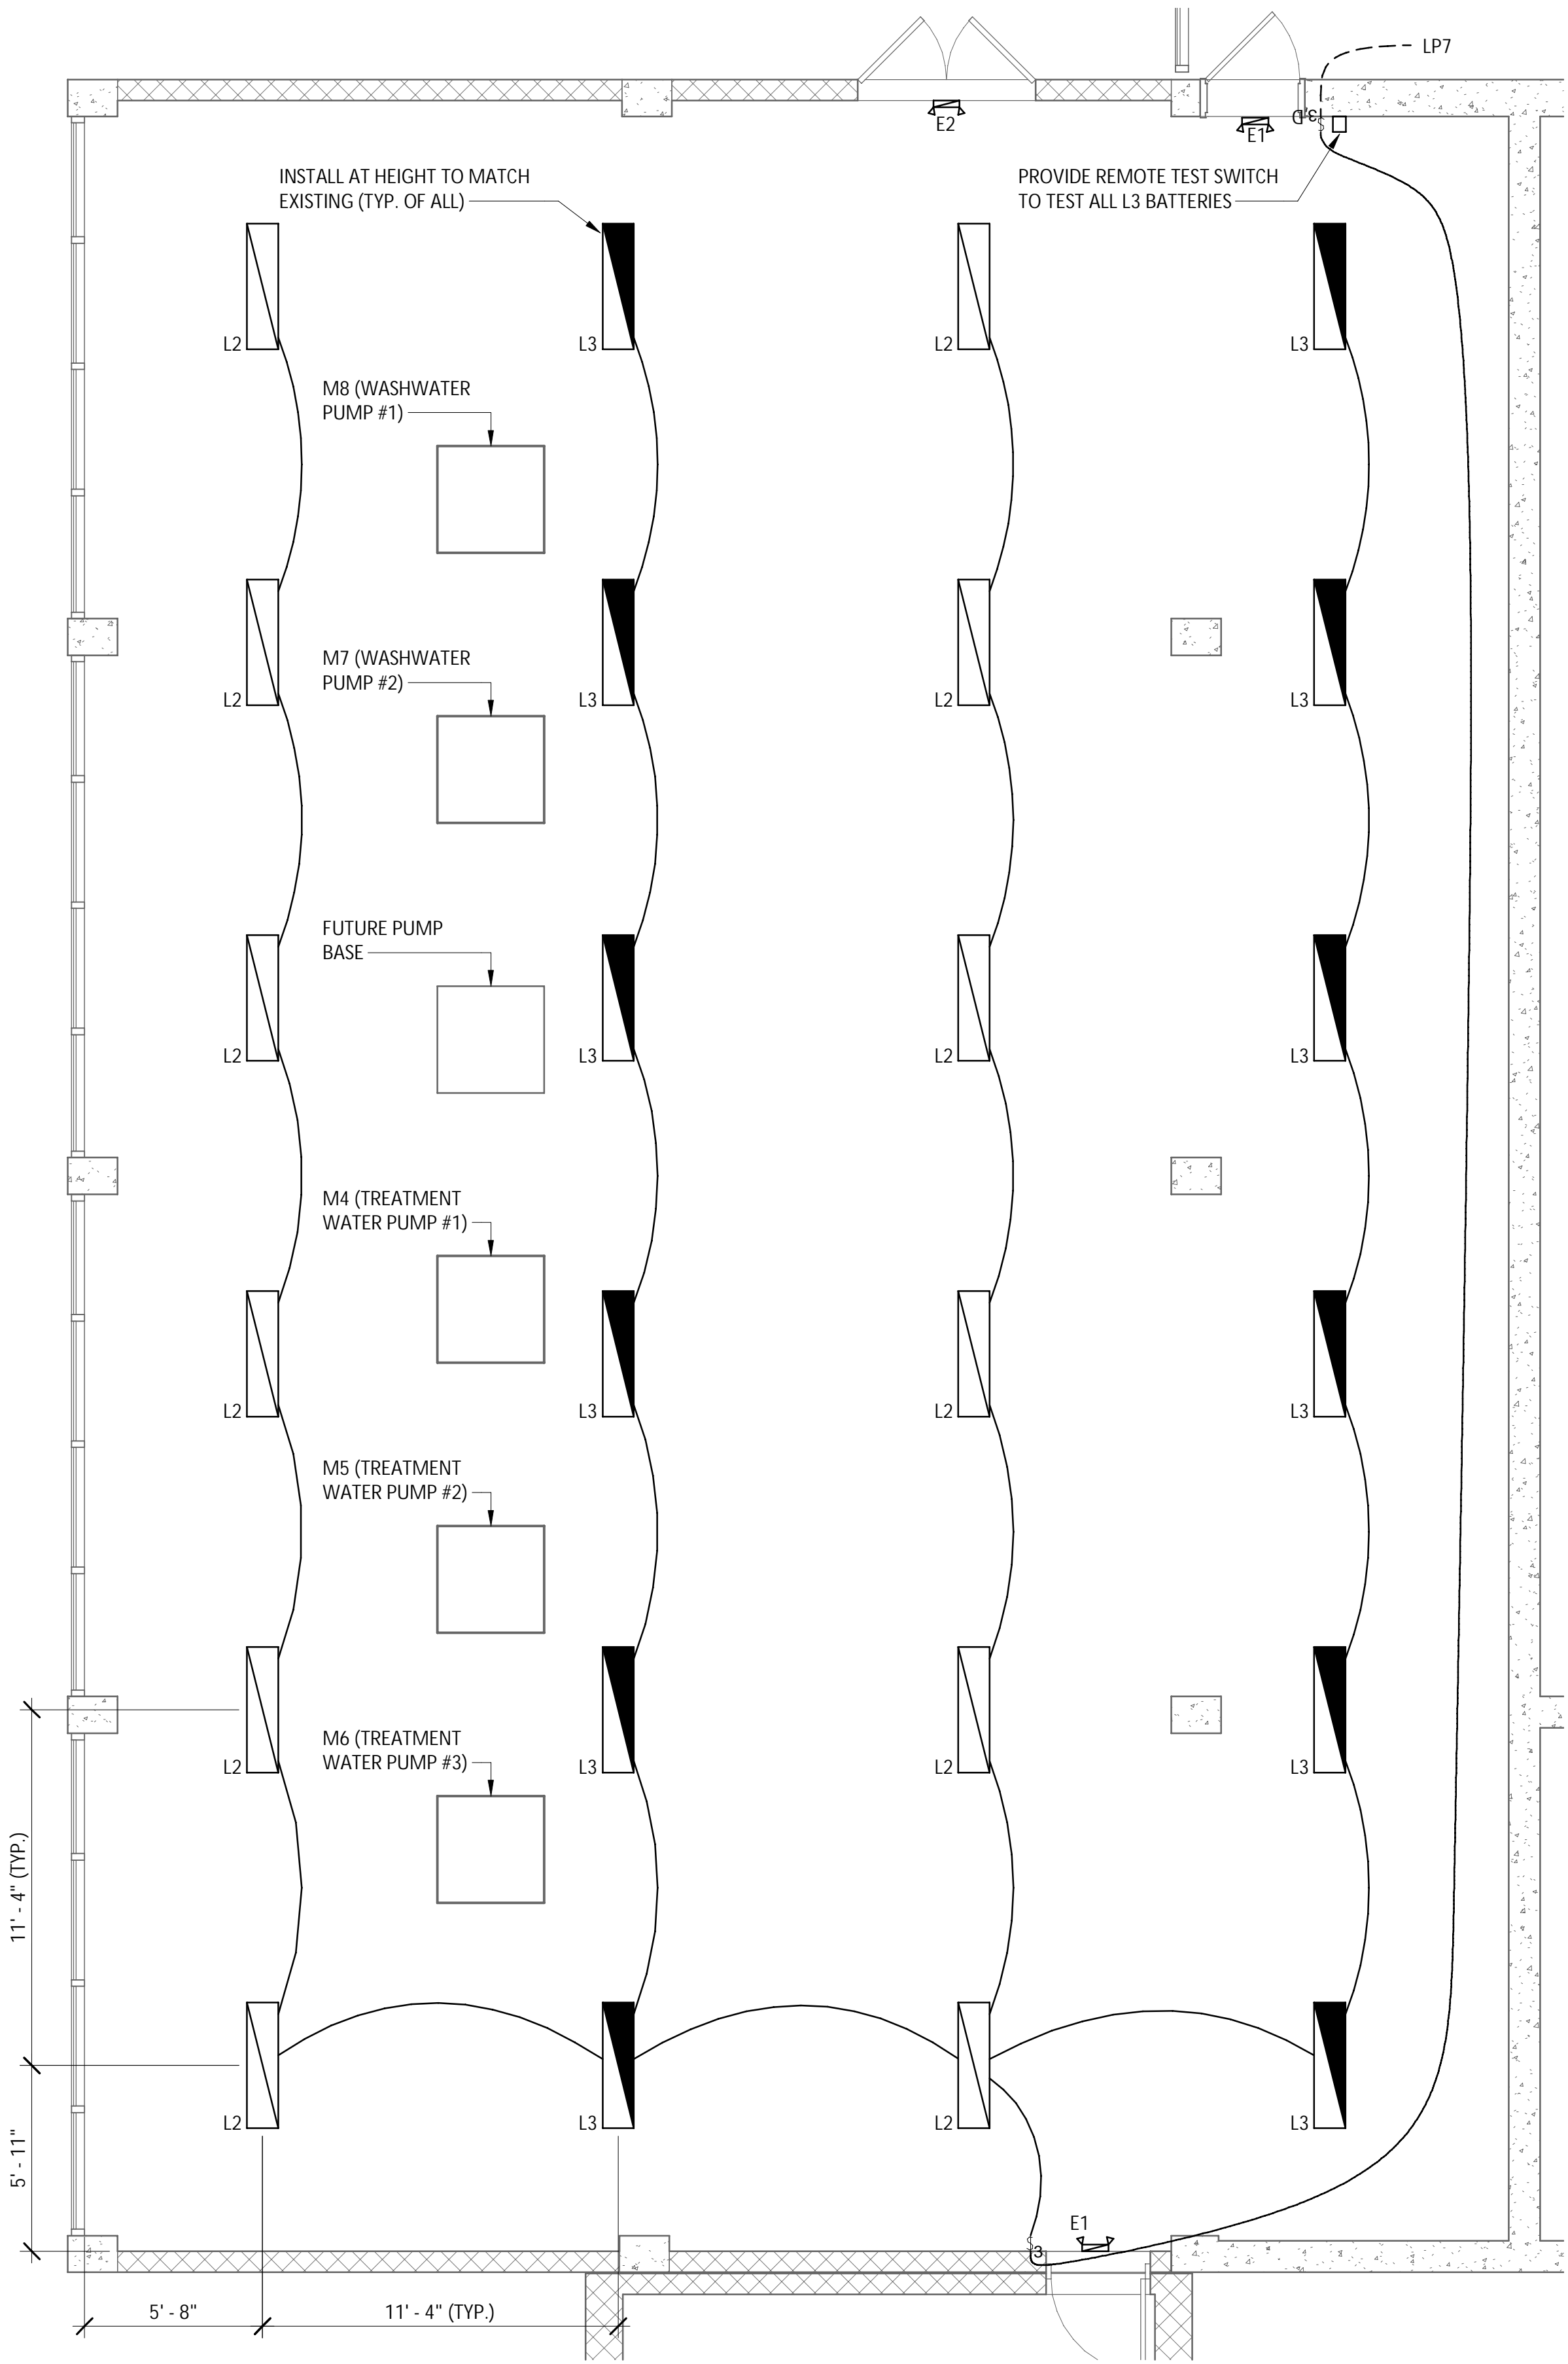 LP7
E2
E1
$3,D
INSTALL AT HEIGHT TO MATCH
EXISTING (TYP. OF ALL)
PROVIDE REMOTE TEST SWITCH
TO TEST ALL L3 BATTERIES
L2
L3
L2
L3
M8 (WASHWATER
PUMP #1)
L2
L3
L2
L3
M7 (WASHWATER
PUMP #2)
FUTURE PUMP
BASE
L2
L3
L2
L3
M4 (TREATMENT
WATER PUMP #1)
L2
L3
L2
L3
M5 (TREATMENT
WATER PUMP #2)
L2
L3
L2
L3
M6 (TREATMENT
WATER PUMP #3)
11' - 4" (TYP.)
L2
L3
L2
L3
5' - 11"
E1
$3
5' - 8"
11' - 4" (TYP.)